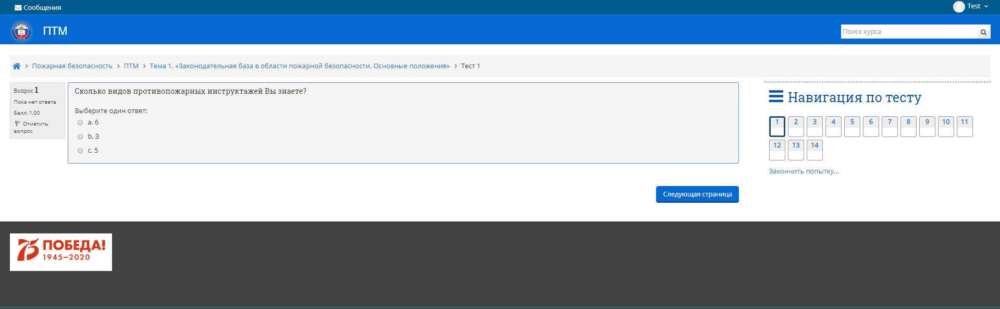 Сообщения
Test
ПТМ
Поиск курса
Пожарная безопасность > ПТМ > Тема 1. «Законодательная база в области пожарной безопасности. Основные положения» > Тест 1
Вопрос 1
Пока нет ответа
Балл: 1,00
Отметить
вопрос
Сколько видов противопожарных инструктажей Вы знаете?
Выберите один ответ:
a. 6
b. 3
c. 5
Следующая страница
Навигация по тесту
1 2 3 4 5 6 7 8 9 10 11
12 13 14
Закончить попытку...
75 ПОБЕДА!
1945–2020